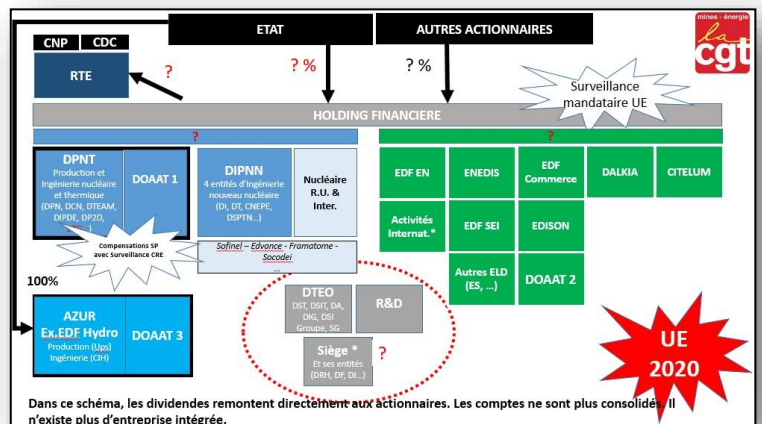 ETAT
AUTRES ACTIONNAIRES
mines - énergie
la
cgt
CNP
CDC
RTE
?
? %
? %
Surveillance
mandataire UE
HOLDING FINANCIERE
?
?
DPNT
Production et
Ingénierie nucléaire
et thermique
(DPN, DCN, DTEAM,
DIPDE, DP2D,
…)
DOAAT 1
DIPNN
4 entités d'Ingénierie
nouveau nucléaire
(DI, DT, CNEPE,
DSPTN…)
Nucléaire
R.U. &
Inter.
EDF EN
ENEDIS
EDF
Commerce
DALKIA
CITELUM
Activités
Internat.*
EDF SEI
EDISON
Compensations SP
avec Surveillance CRE
Sofinel – Edvance - Framatome -
Socodei
…
Autres ELD
(ES, …)
DOAAT 2
100%
AZUR
Ex.EDF Hydro
Production (Ups)
Ingénierie (CIH)
DOAAT 3
DTEO
DST, DSIT, DA,
DIG, DSI
Groupe, SG
R&D
Siège *
Et ses entités
(DRH, DF, DI…)
?
UE
2020
Dans ce schéma, les dividendes remontent directement aux actionnaires. Les comptes ne sont plus consolidés. Il
n'existe plus d'entreprise intégrée.